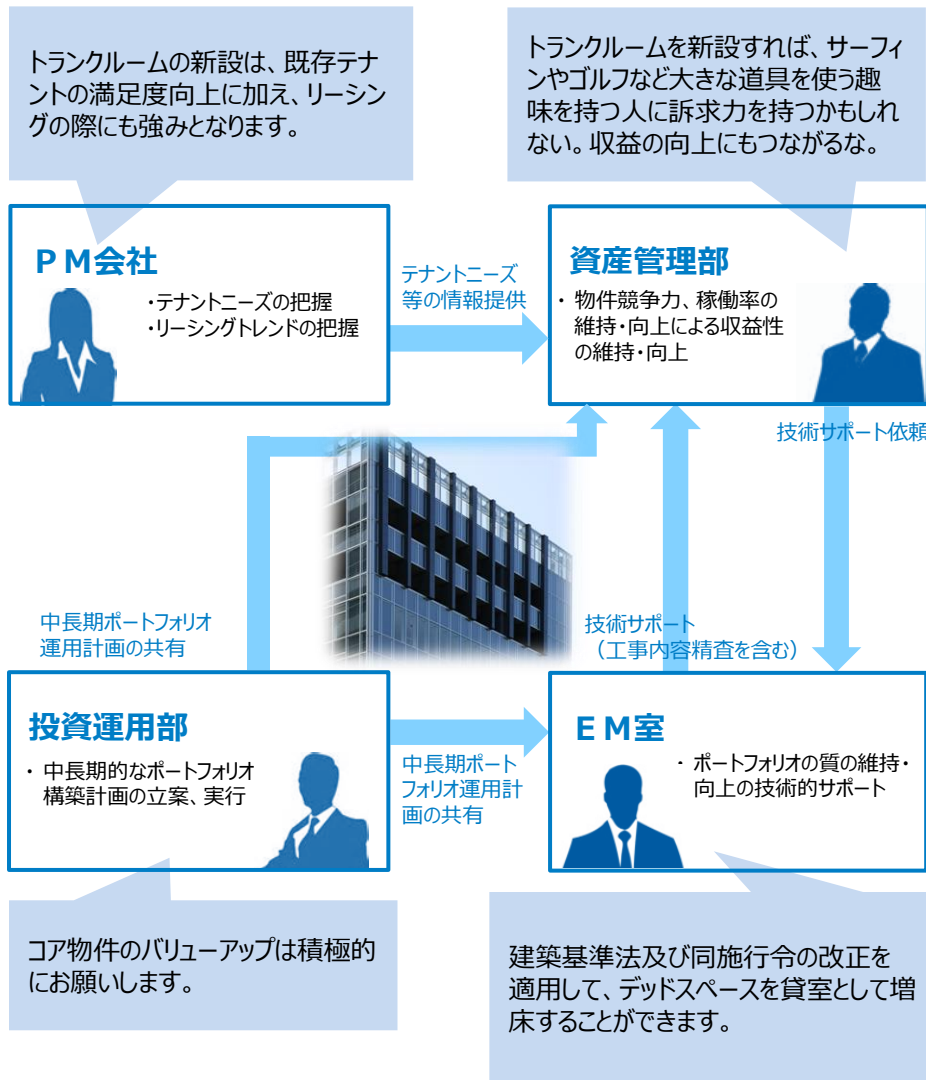 トランクルームの新設は、既存テナ
ントの満足度向上に加え、リーシン
グの際にも強みとなります。
トランクルームを新設すれば、サーフィ
ンやゴルフなど大きな道具を使う趣
味を持つ人に訴求力を持つかもしれ
ない。収益の向上にもつながるな。
ＰＭ会社
・テナントニーズの把握
・リーシングトレンドの把握
テナントニーズ
等の情報提供
資産管理部
・ 物件競争力、稼働率の
維持・向上による収益性
の維持・向上
技術サポート依頼
中長期ポートフォリオ
運用計画の共有
技術サポート
（工事内容精査を含む）
投資運用部
・ 中長期的なポートフォリオ
構築計画の立案、実行
中長期ポート
フォリオ運用計
画の共有
ＥＭ室
・ ポートフォリオの質の維持・
向上の技術的サポート
コア物件のバリューアップは積極的
にお願いします。
建築基準法及び同施行令の改正を
適用して、デッドスペースを貸室として増
床することができます。